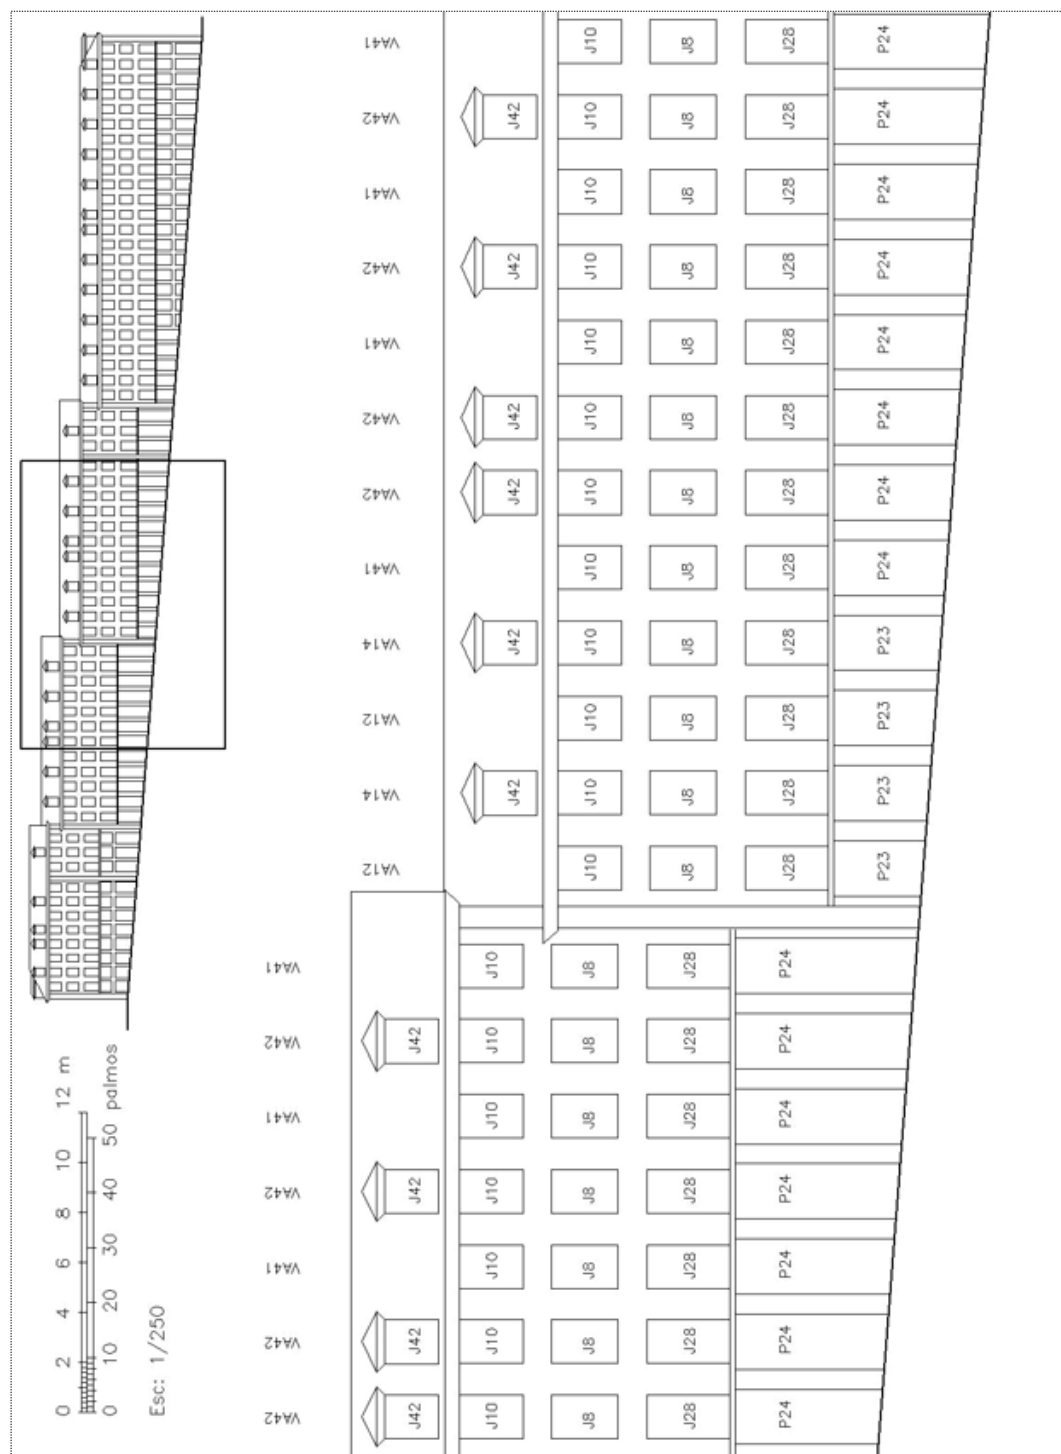 0 2 4 6 8 10 12 m
0 10 20 30 40 50 palmos
Esc: 1/250
VA42 VA42 VA41 VA42 VA41 VA42 VA41
VA12 VA14 VA12 VA14 VA41 VA42 VA42 VA41 VA42 VA41 VA42 VA41
J42 J42 J42 J42
J10 J10 J10 J10 J10 J10 J10
J8 J8 J8 J8 J8 J8 J8
J28 J28 J28 J28 J28 J28 J28
P24 P24 P24 P24 P24 P24 P24
J42 J42 J42 J42 J42 J42
J10 J10 J10 J10 J10 J10 J10 J10 J10 J10 J10 J10
J8 J8 J8 J8 J8 J8 J8 J8 J8 J8 J8 J8
J28 J28 J28 J28 J28 J28 J28 J28 J28 J28 J28 J28
P23 P23 P23 P23 P24 P24 P24 P24 P24 P24 P24 P24